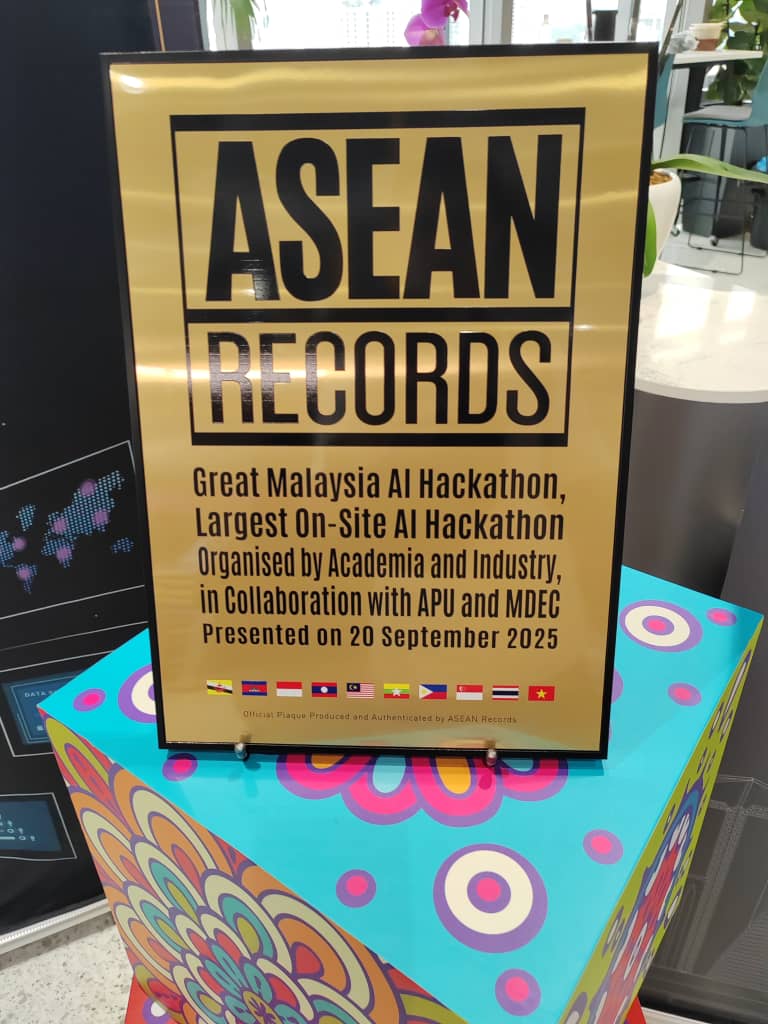 ASEAN
RECORDS
Great Malaysia AI Hackathon,
Largest On-Site AI Hackathon
Organised by Academia and Industry,
in Collaboration with APU and MDEC
Presented on 20 September 2025
Official Plaque Produced and Authenticated by ASEAN Records